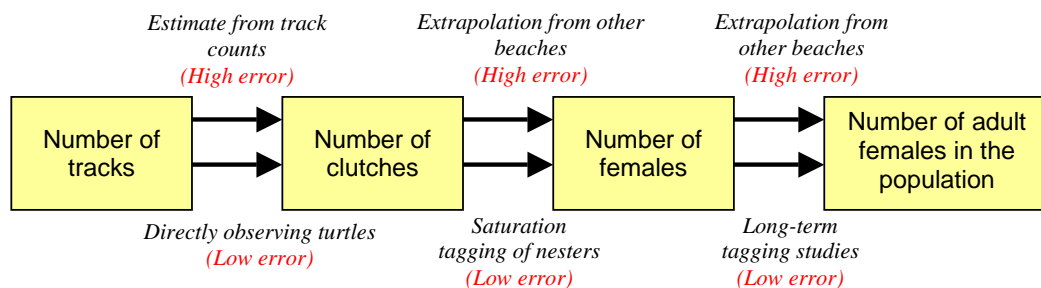 Estimate from track
counts
(High error)
Extrapolation from other
beaches
(High error)
Extrapolation from
other beaches
(High error)
Number of
tracks
Number of
clutches
Number of
females
Number of adult
females in the
population
Directly observing turtles
(Low error)
Saturation
tagging of nesters
(Low error)
Long-term
tagging studies
(Low error)